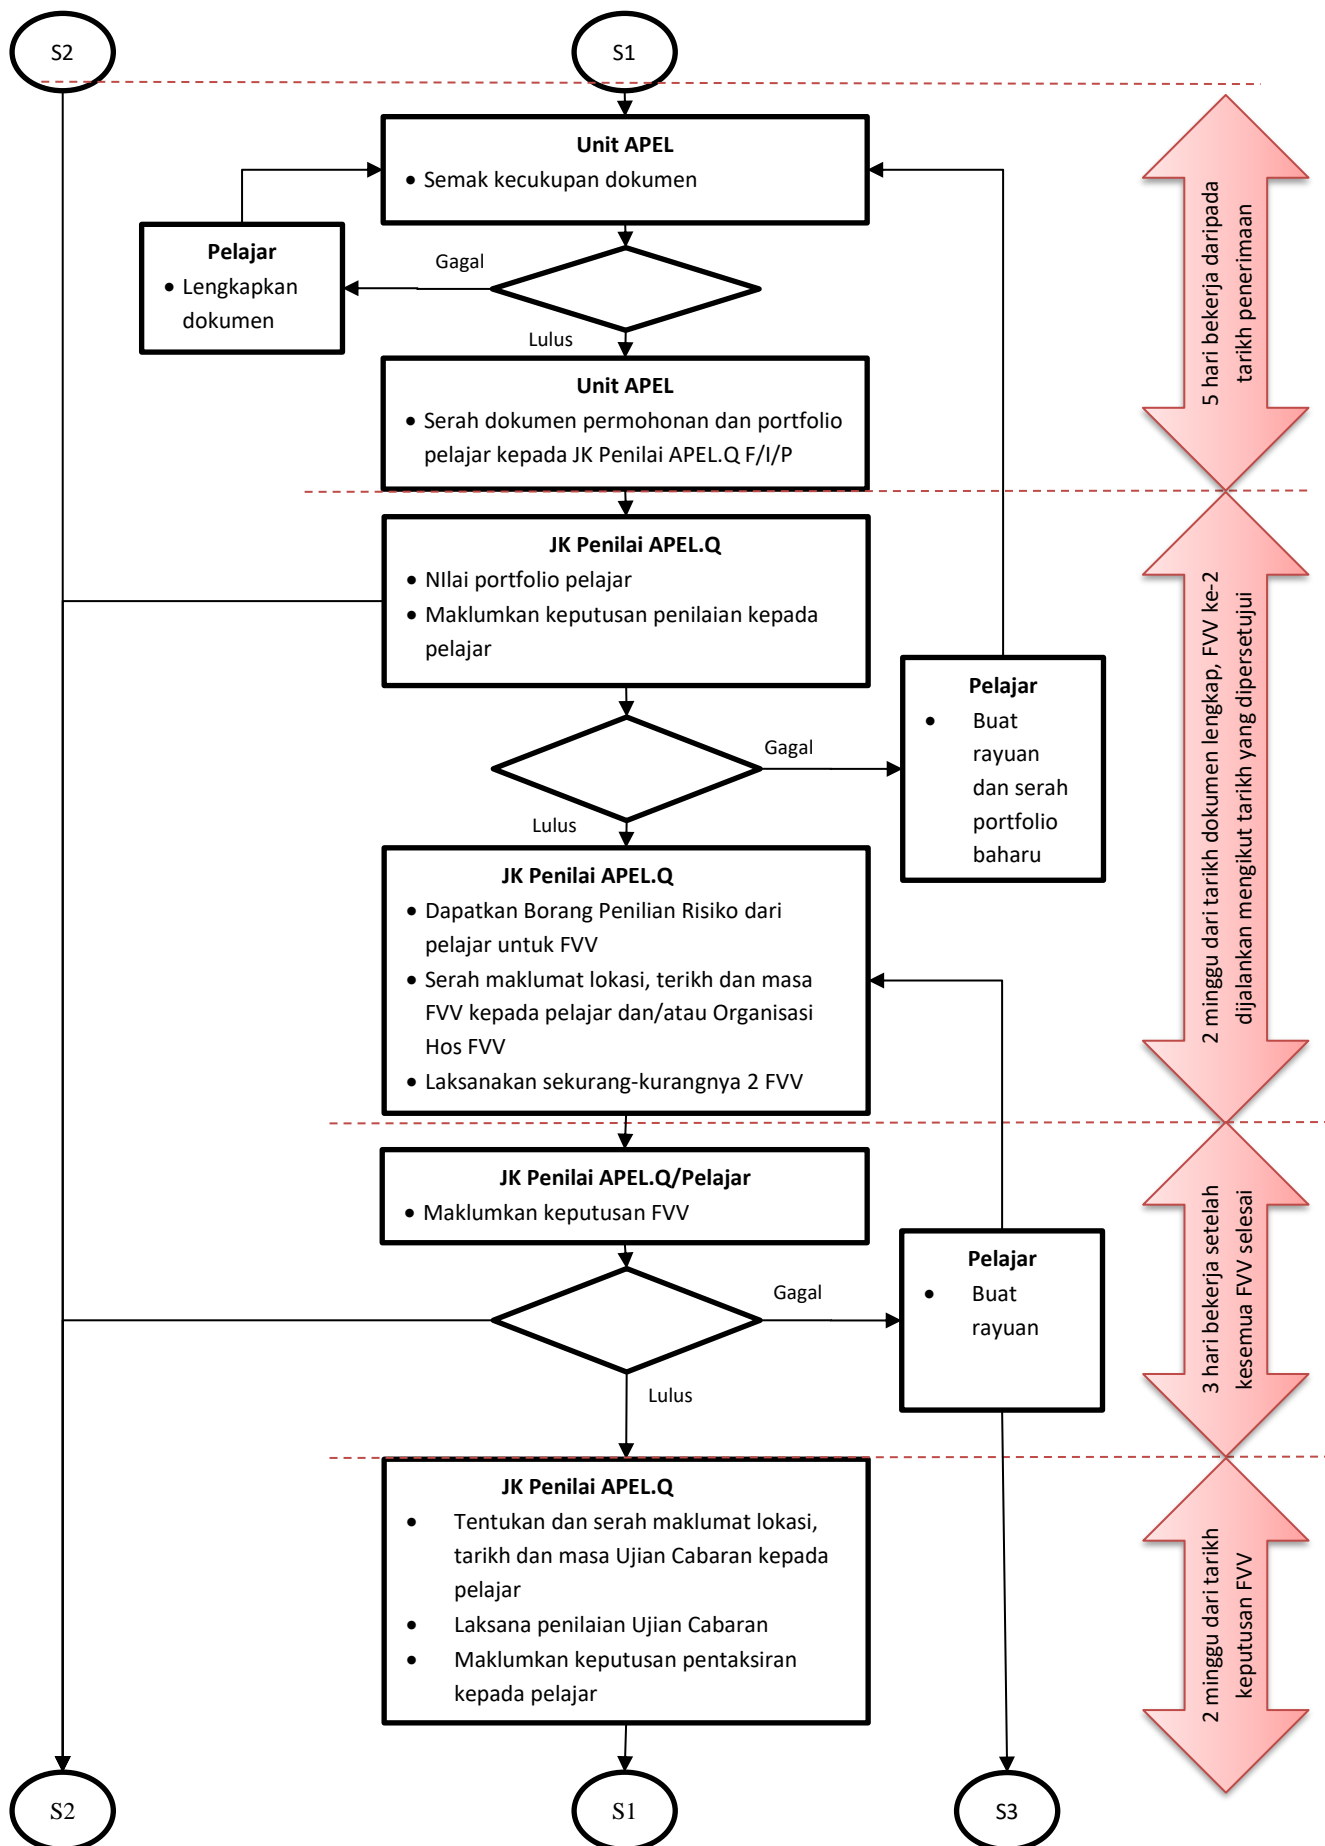 S2
S1
Unit APEL
• Semak kecukupan dokumen
Pelajar
• Lengkapkan
dokumen
Gagal
Lulus
Unit APEL
• Serah dokumen permohonan dan portfolio
pelajar kepada JK Penilai APEL.Q F/I/P
5 hari bekerja daripada
tarikh penerimaan
JK Penilai APEL.Q
• NIlai portfolio pelajar
• Maklumkan keputusan penilaian kepada
pelajar
Gagal
Lulus
Pelajar
• Buat
rayuan
dan serah
portfolio
baharu
JK Penilai APEL.Q
• Dapatkan Borang Penilian Risiko dari
pelajar untuk FVV
• Serah maklumat lokasi, terikh dan masa
FVV kepada pelajar dan/atau Organisasi
Hos FVV
• Laksanakan sekurang-kurangnya 2 FVV
2 minggu dari tarikh dokumen lengkap, FVV ke-2
dijalankan mengikut tarikh yang dipersetujui
JK Penilai APEL.Q/Pelajar
• Maklumkan keputusan FVV
Gagal
Lulus
Pelajar
• Buat
rayuan
3 hari bekerja setelah
kesemua FVV selesai
JK Penilai APEL.Q
• Tentukan dan serah maklumat lokasi,
tarikh dan masa Ujian Cabaran kepada
pelajar
• Laksana penilaian Ujian Cabaran
• Maklumkan keputusan pentaksiran
kepada pelajar
2 minggu dari tarikh
keputusan FVV
S2
S1
S3